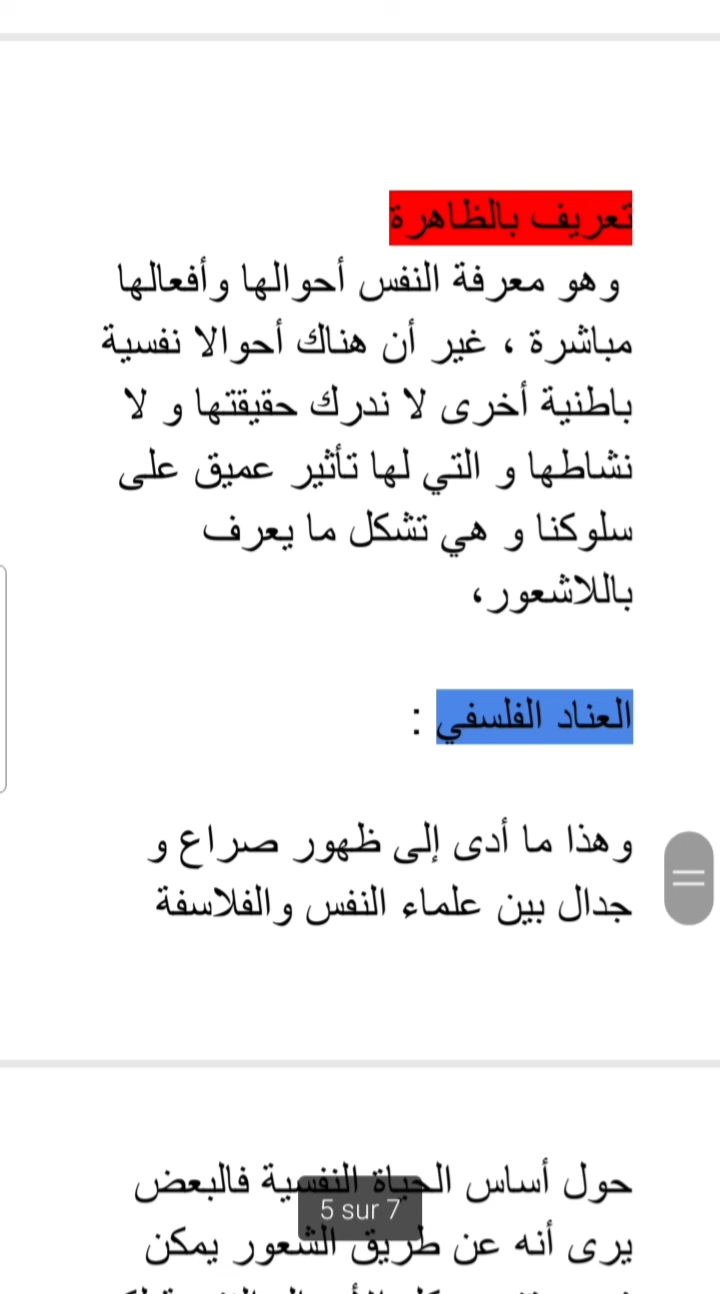 تعريف بالظاهرة
وهو معرفة النفس أحوالها وأفعالها
مباشرة ، غير أن هناك أحوالا نفسية
باطنية أخرى لا ندرك حقيقتها و لا
نشاطها و التي لها تأثير عميق على
سلوكنا و هي تشكل ما يعرف
باللاشعور،
العناد الفلسفي :
وهذا ما أدى إلى ظهور صراع و
جدال بين علماء النفس والفلاسفة
حول أساس الحياة النفسية فالبعض
5 sur 7
يرى أنه عن طريق الشعور يمكن